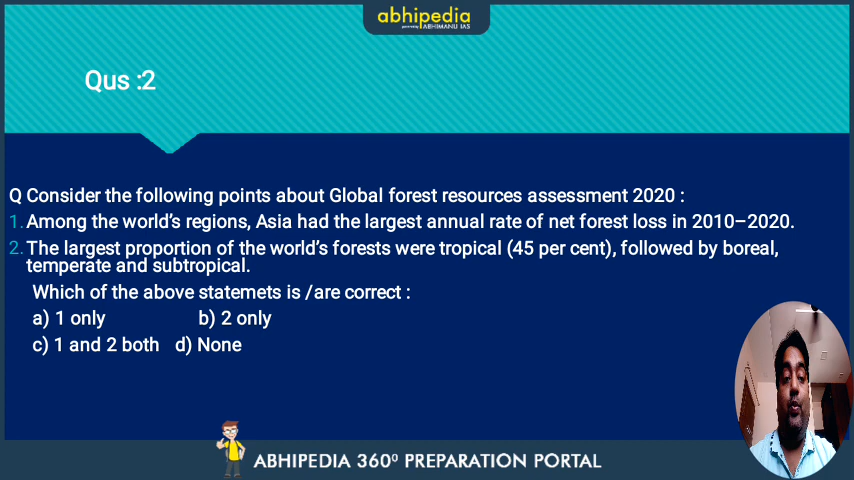 abhipedia
powered by ABHIMANU IAS
Qus :2
Q Consider the following points about Global forest resources assessment 2020 :
1. Among the world’s regions, Asia had the largest annual rate of net forest loss in 2010–2020.
2. The largest proportion of the world’s forests were tropical (45 per cent), followed by boreal,
temperate and subtropical.
Which of the above statemets is /are correct :
a) 1 only b) 2 only
c) 1 and 2 both d) None
ABHIPEDIA 360⁰ PREPARATION PORTAL